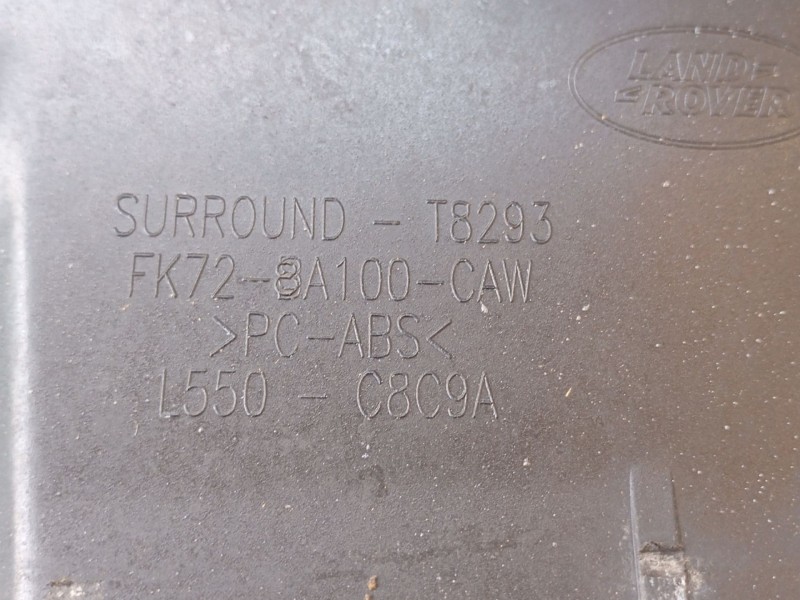 LAND-
-ROVER
SURROUND - T8293
FK72-8A100-CAW
>PC-ABS<
L550 - C8C9A